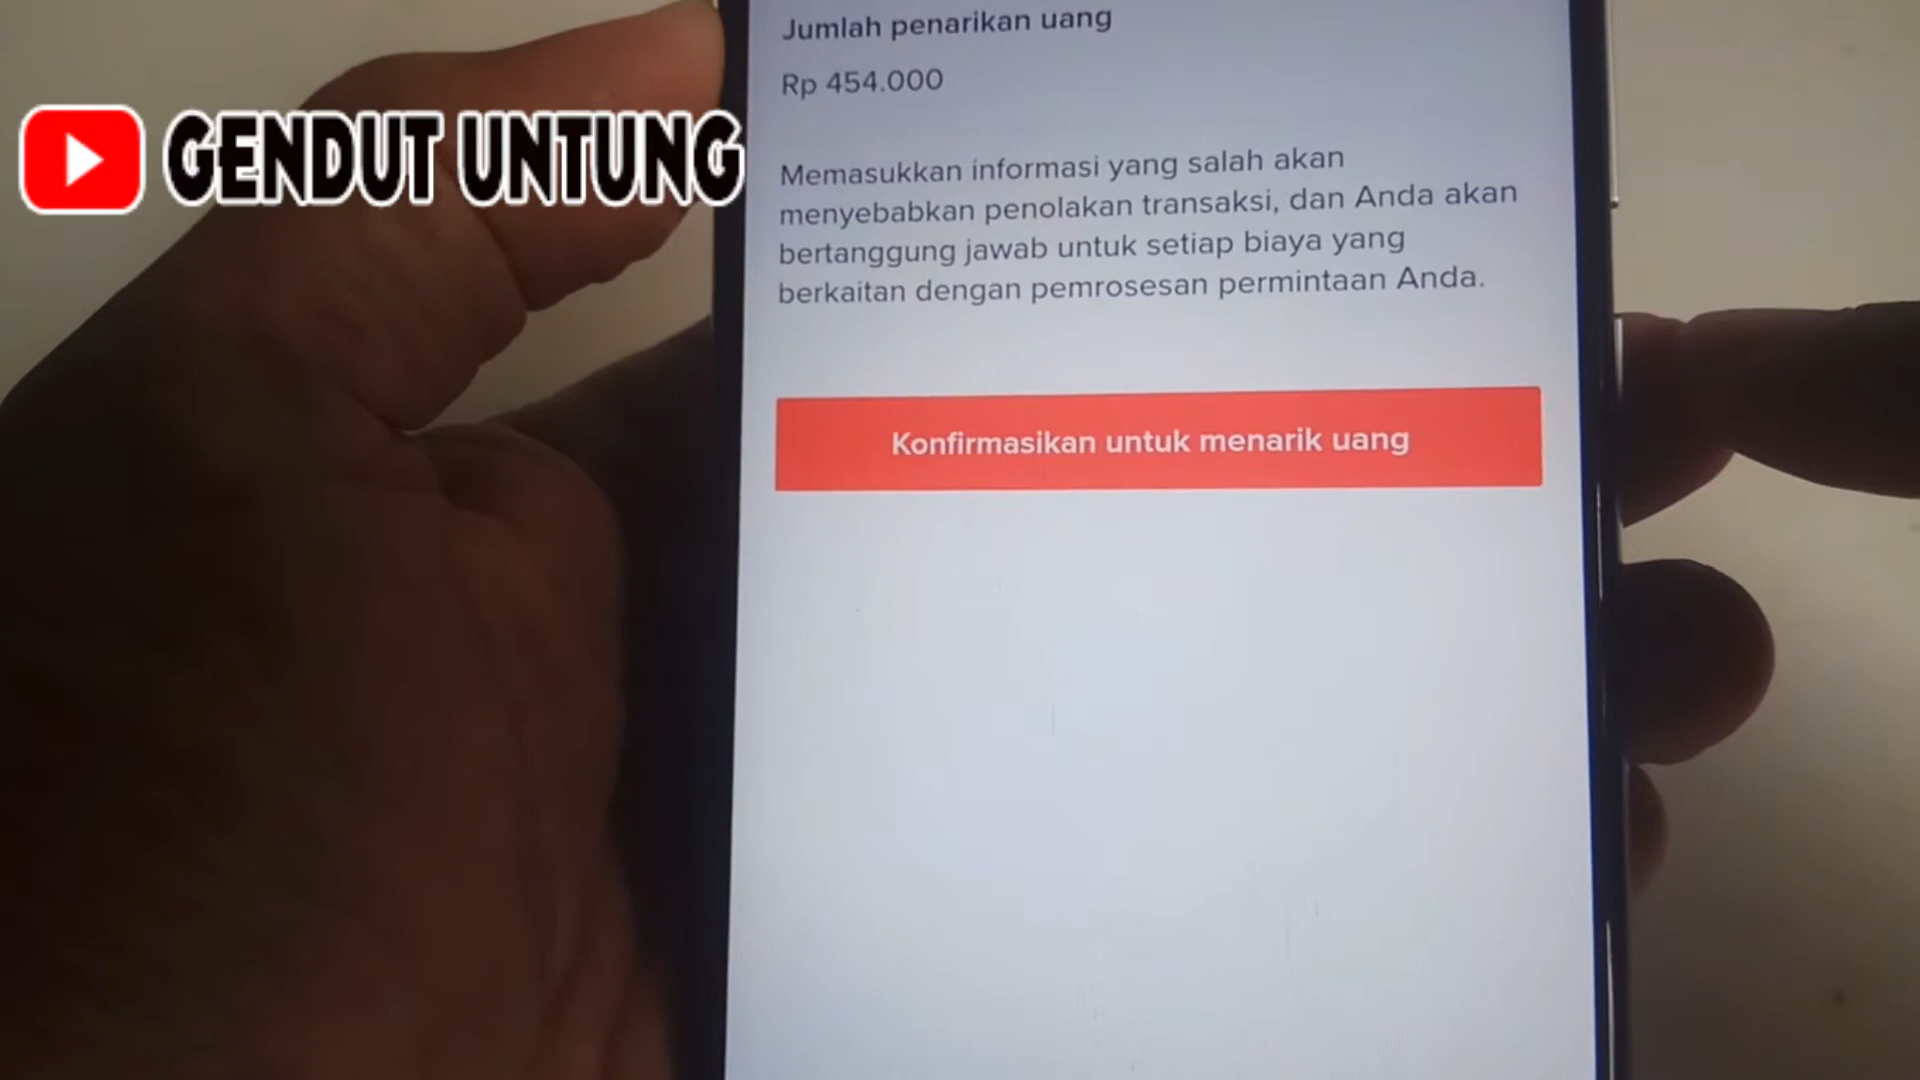 Jumlah penarikan uang
Rp 454.000
GENDUT UNTUNG
Memasukkan informasi yang salah akan
menyebabkan penolakan transaksi, dan Anda akan
bertanggung jawab untuk setiap biaya yang
berkaitan dengan pemrosesan permintaan Anda.
Konfirmasikan untuk menarik uang